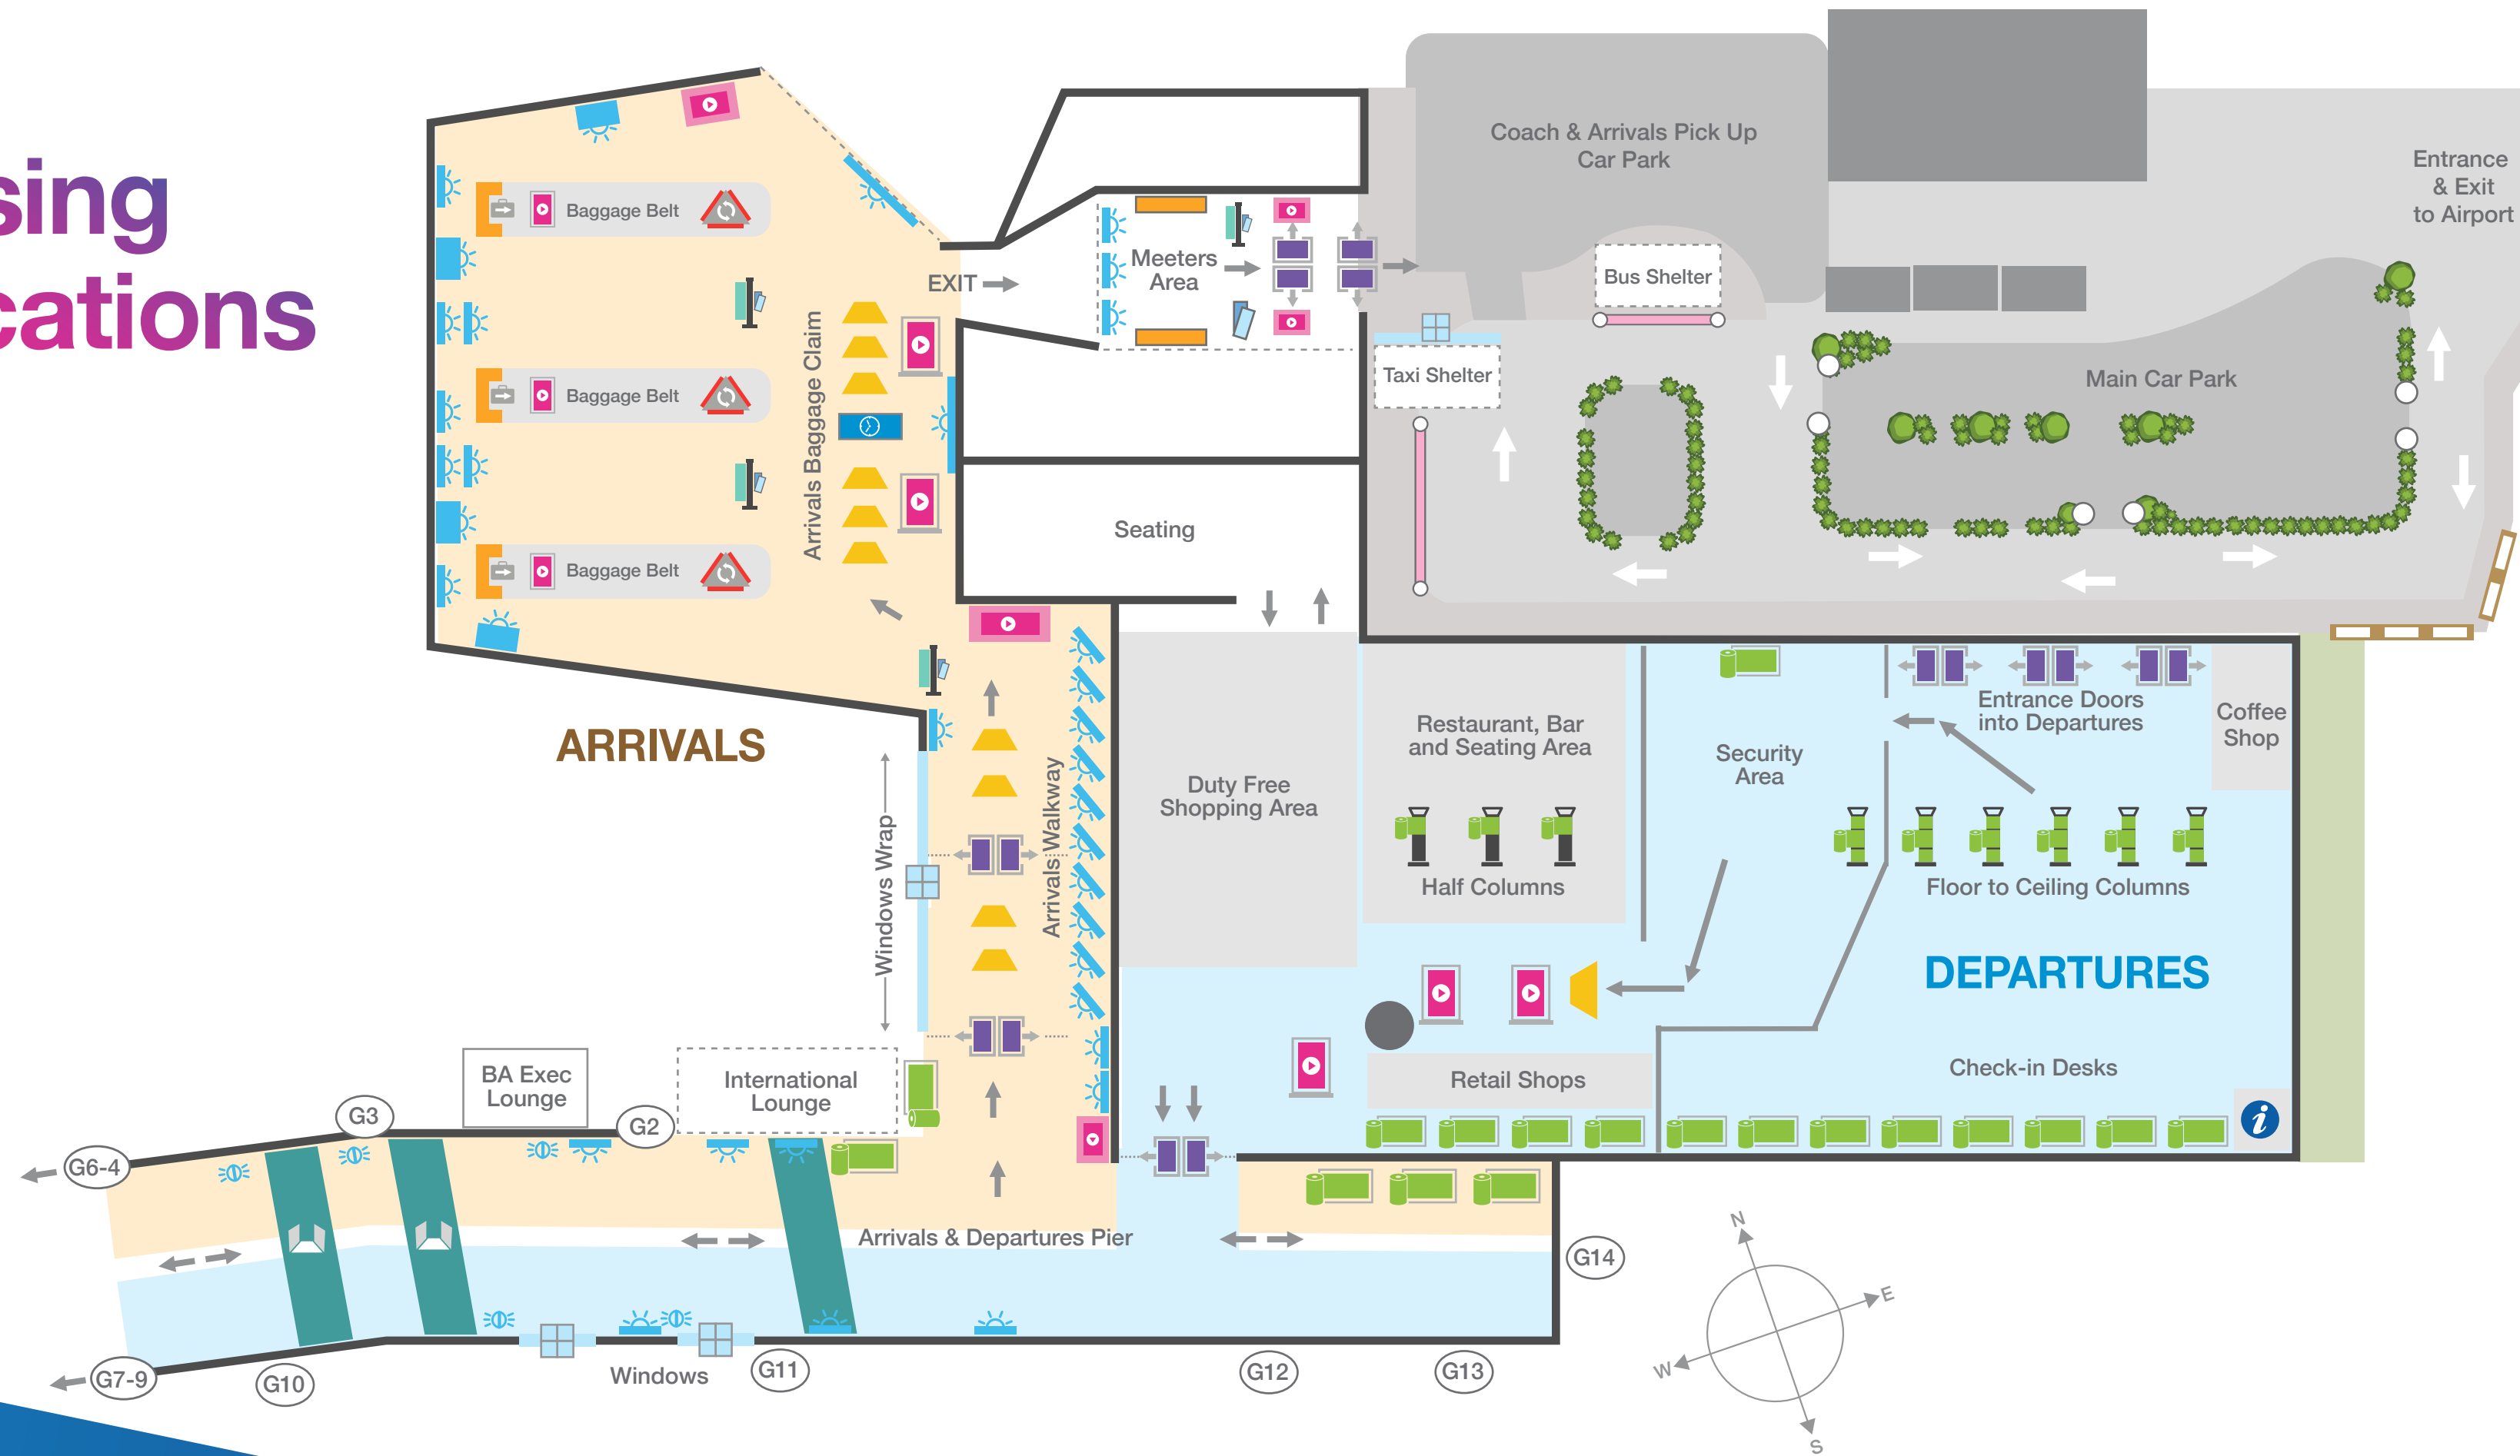 sing
cations
Coach & Arrivals Pick Up
Car Park
Entrance
& Exit
to Airport
Baggage Belt
Meeters
Area
EXIT
Bus Shelter
Arrivals Baggage Claim
Taxi Shelter
Main Car Park
Baggage Belt
Seating
Baggage Belt
ARRIVALS
Windows Wrap
Arrivals Walkway
Duty Free
Shopping Area
Restaurant, Bar
and Seating Area
Half Columns
Security
Area
Entrance Doors
into Departures
Coffee
Shop
Floor to Ceiling Columns
DEPARTURES
Check-in Desks
Retail Shops
i
BA Exec
Lounge
International
Lounge
G3
G2
G6-4
Arrivals & Departures Pier
G14
G7-9
G10
Windows
G11
G12
G13
N
E
W
S